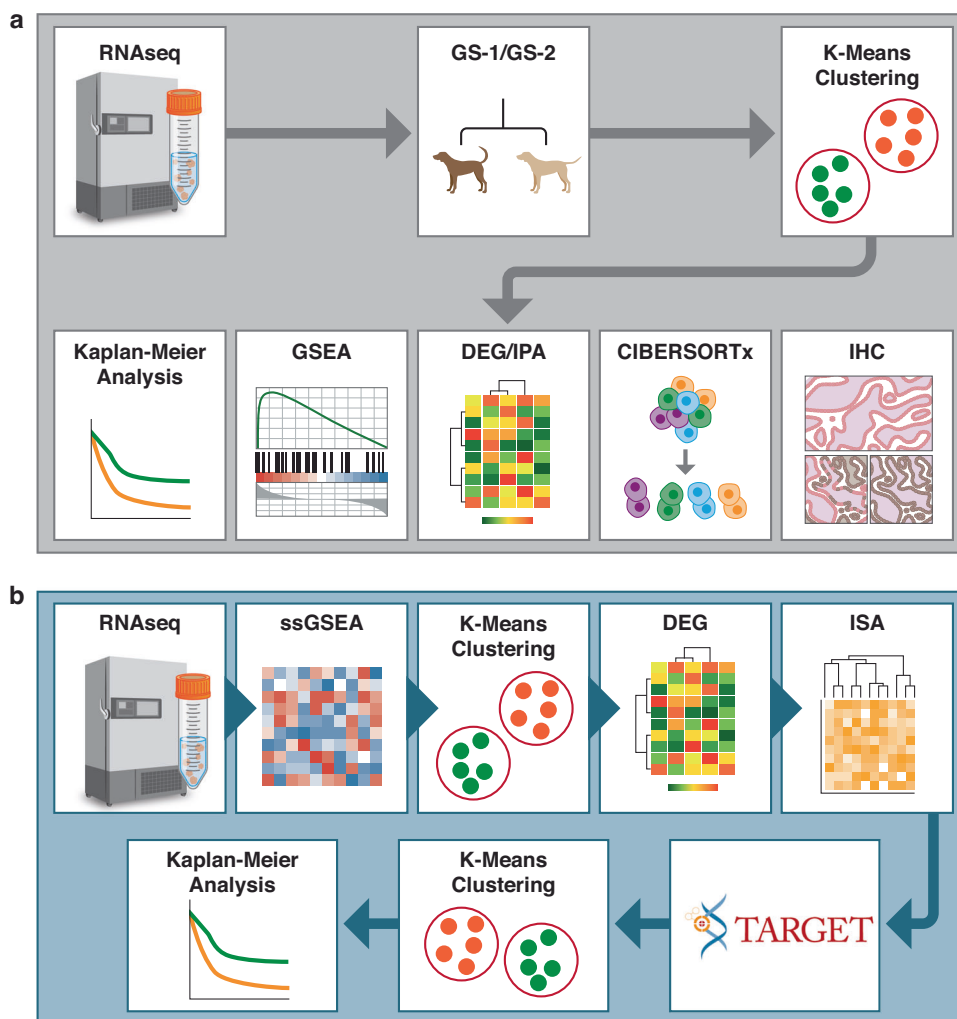 a
RNAseq
GS-1/GS-2
K-Means
Clustering
Kaplan-Meier
Analysis
GSEA
DEG/IPA
CIBERSORTx
IHC
b
RNAseq
ssGSEA
K-Means
Clustering
DEG
ISA
Kaplan-Meier
Analysis
K-Means
Clustering
TARGET